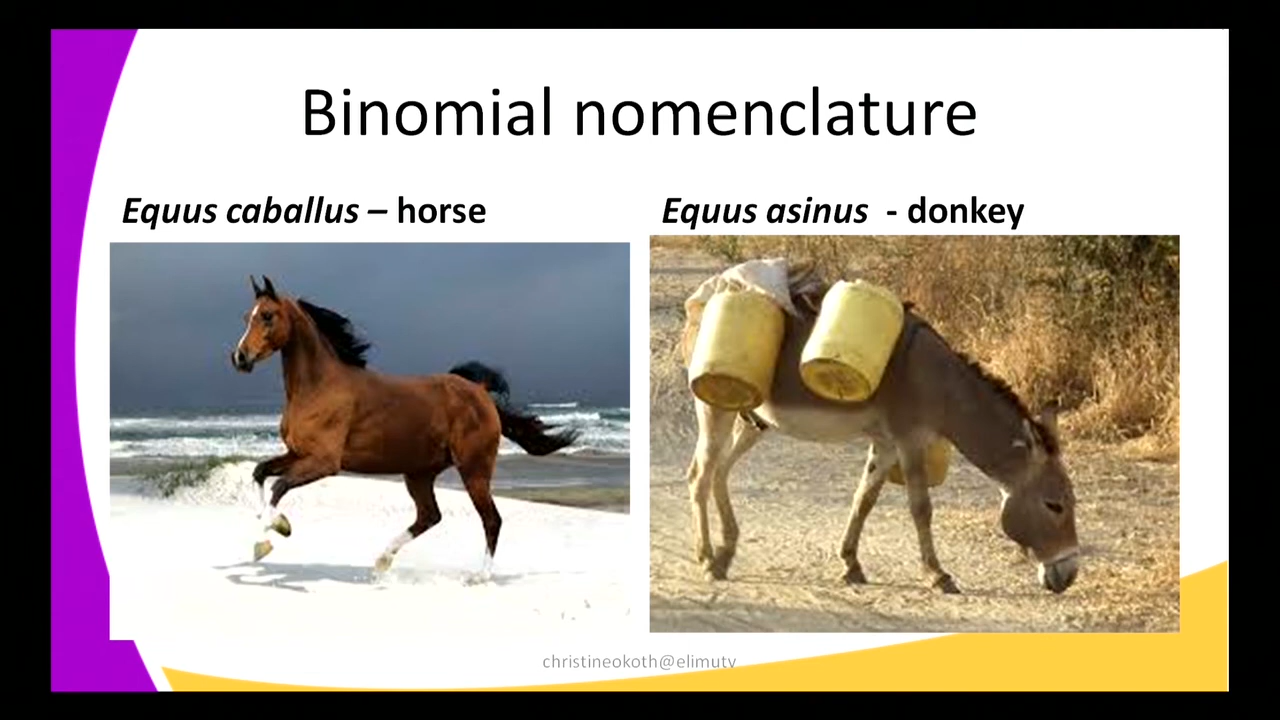 Binomial nomenclature
Equus caballus – horse
Equus asinus - donkey
christineokoth@elimutv